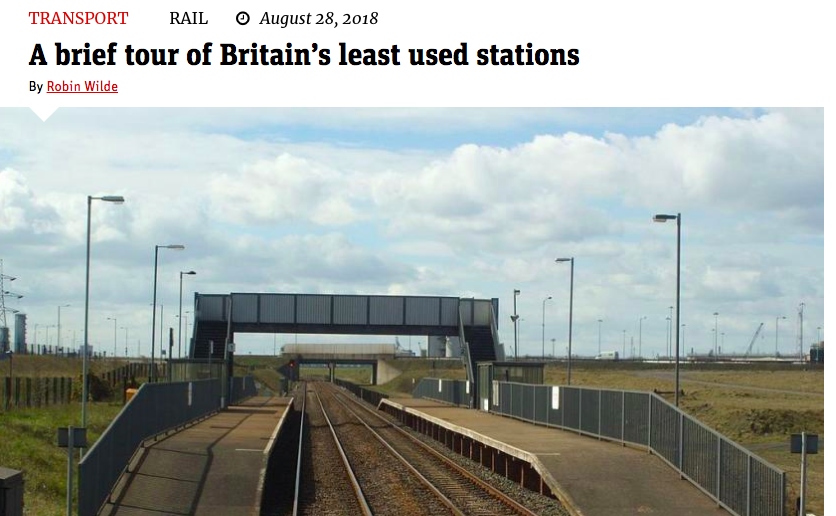 TRANSPORT RAIL August 28, 2018
A brief tour of Britain’s least used stations
By Robin Wilde